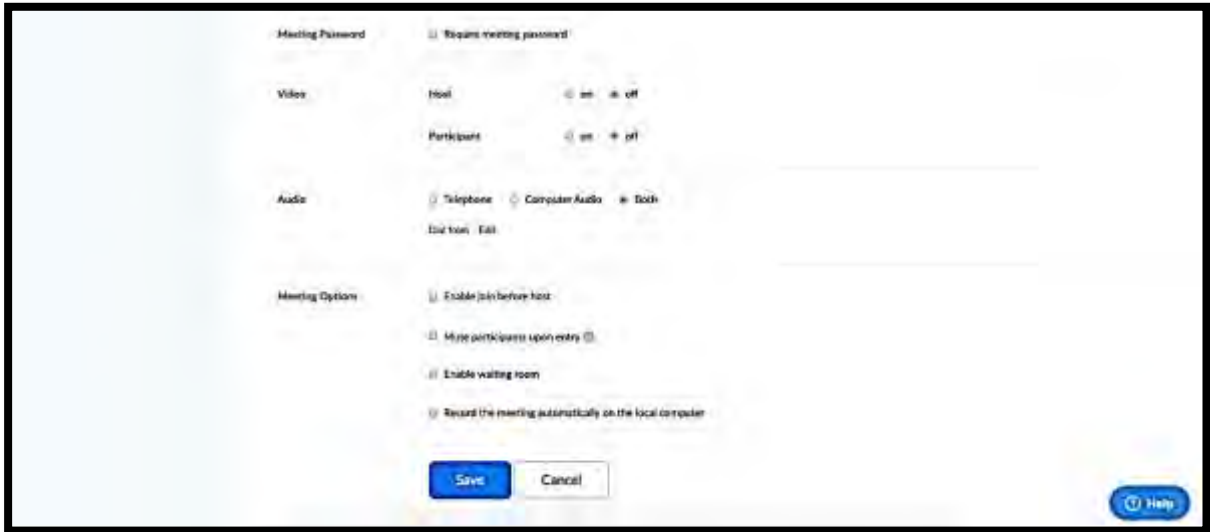 Meeting Password Require meeting password
Video Host on off
Participant on off
Audio Telephone Computer Audio Both
Dial from Edit
Meeting Options Enable join before host
Mute participants upon entry
Enable waiting room
Record the meeting automatically on the local computer
Save Cancel
Help